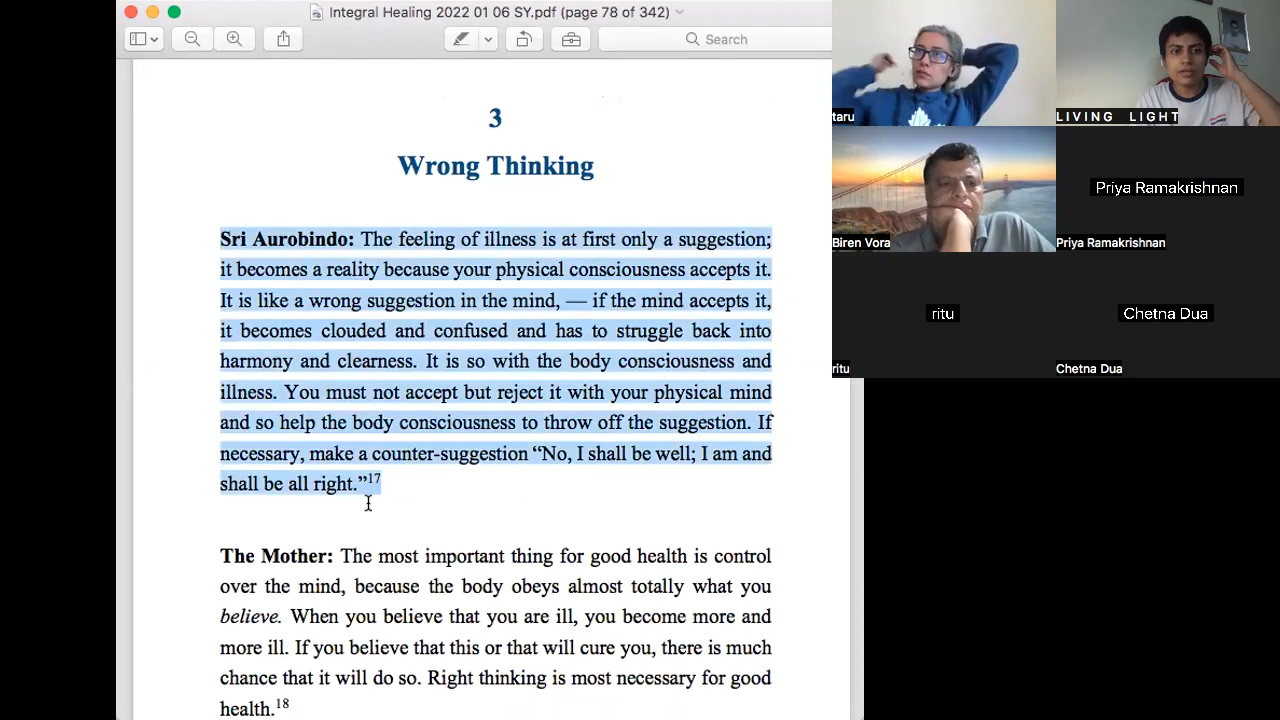 Integral Healing 2022 01 06 SY.pdf (page 78 of 342)
Search
3
Wrong Thinking
Sri Aurobindo: The feeling of illness is at first only a suggestion;
it becomes a reality because your physical consciousness accepts it.
It is like a wrong suggestion in the mind, — if the mind accepts it,
it becomes clouded and confused and has to struggle back into
harmony and clearness. It is so with the body consciousness and
illness. You must not accept but reject it with your physical mind
and so help the body consciousness to throw off the suggestion. If
necessary, make a counter-suggestion “No, I shall be well; I am and
shall be all right.”17
The Mother: The most important thing for good health is control
over the mind, because the body obeys almost totally what you
believe. When you believe that you are ill, you become more and
more ill. If you believe that this or that will cure you, there is much
chance that it will do so. Right thinking is most necessary for good
health.18
taru
L I V I N G L I G H T
Biren Vora
Priya Ramakrishnan
Priya Ramakrishnan
ritu
ritu
Chetna Dua
Chetna Dua